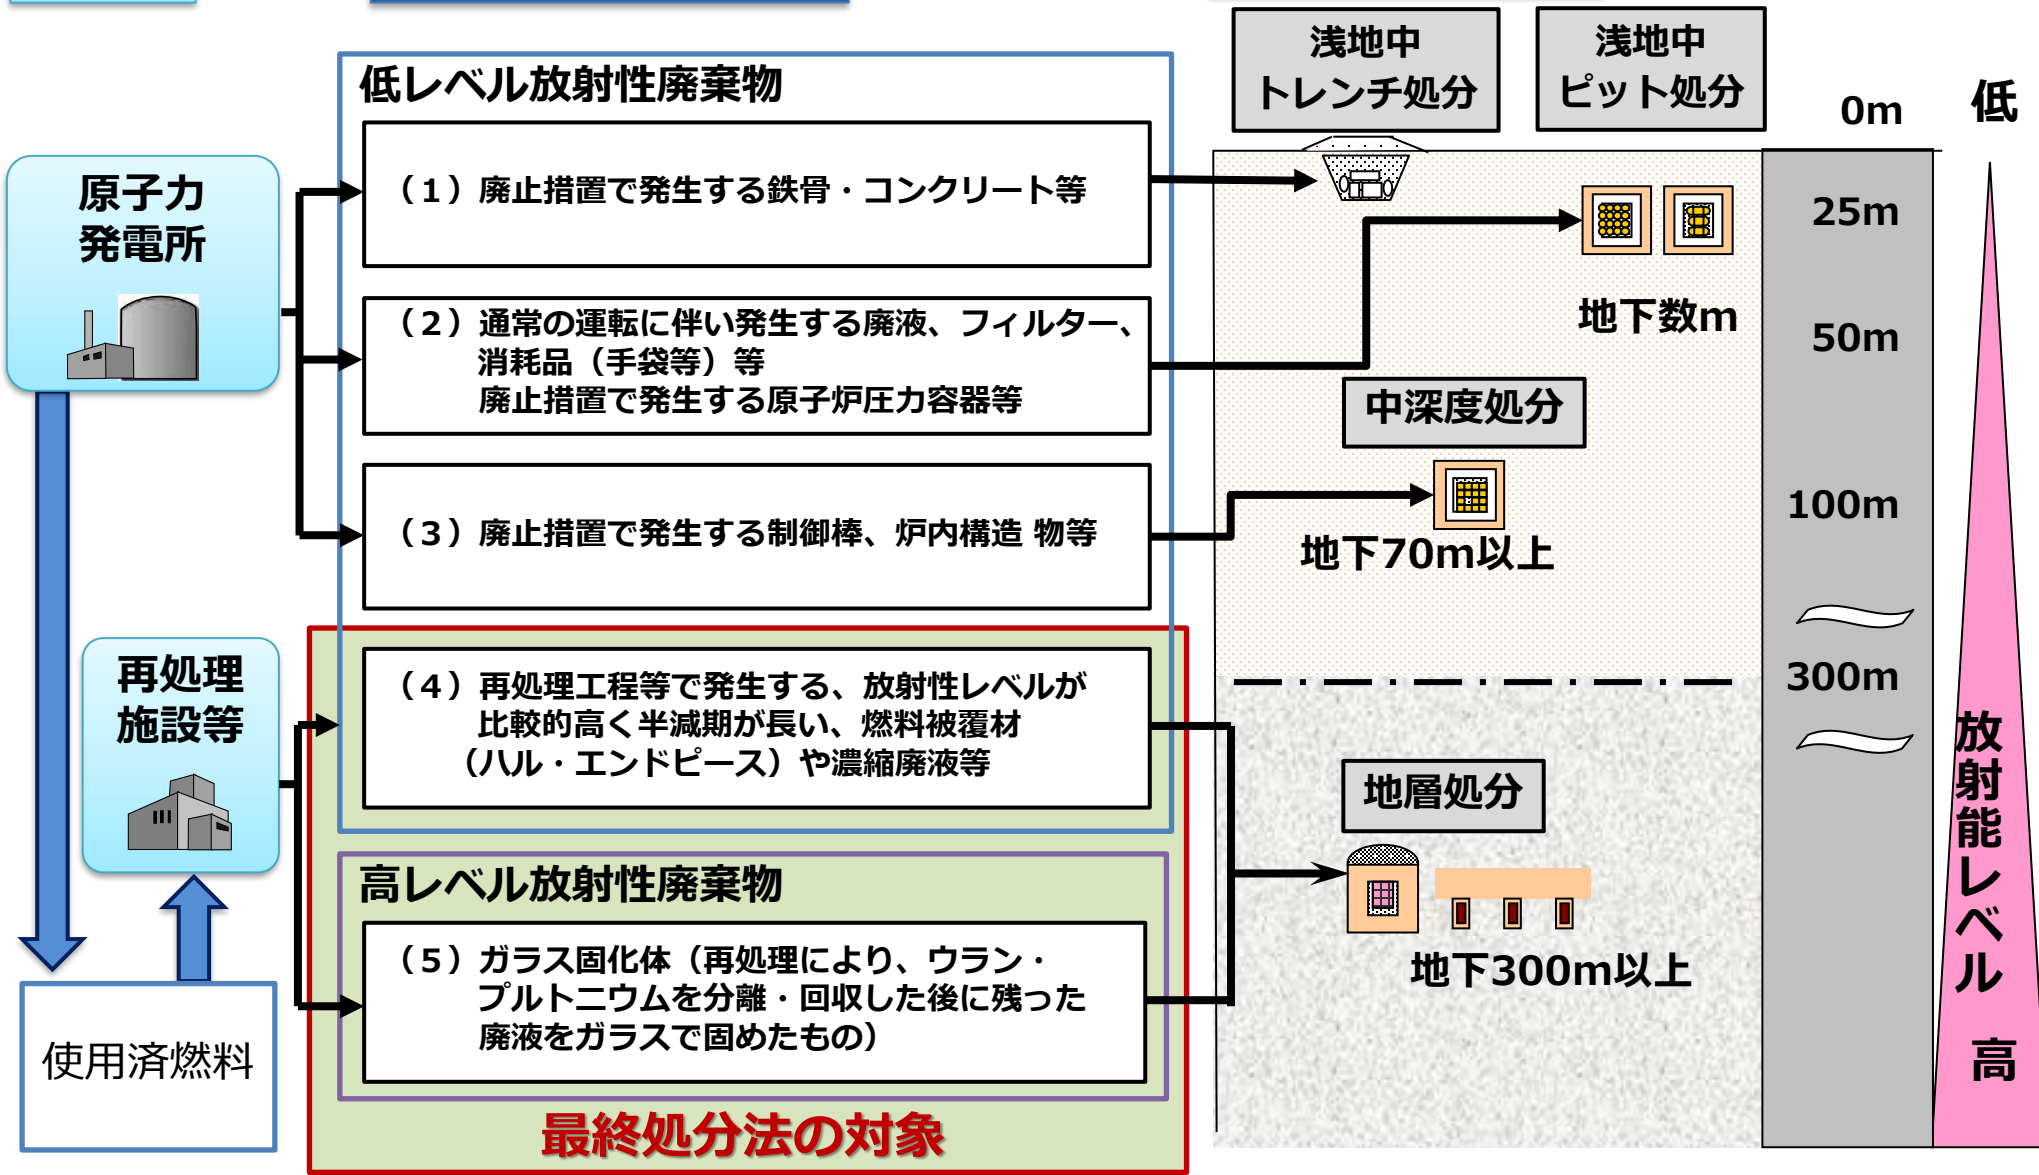 原子力
発電所
再処理
施設等
使用済燃料
低レベル放射性廃棄物
（１）廃止措置で発生する鉄骨・コンクリート等
（２）通常の運転に伴い発生する廃液、フィルター、
消耗品（手袋等）等
廃止措置で発生する原子炉圧力容器等
（３）廃止措置で発生する制御棒、炉内構造 物等
（４）再処理工程等で発生する、放射性レベルが
比較的高く半減期が長い、燃料被覆材
（ハル・エンドピース）や濃縮廃液等
高レベル放射性廃棄物
（５）ガラス固化体（再処理により、ウラン・
プルトニウムを分離・回収した後に残った
廃液をガラスで固めたもの）
最終処分法の対象
浅地中
トレンチ処分
浅地中
ピット処分
地下数m
中深度処分
地下70m以上
地層処分
地下300m以上
0m
25m
50m
100m
300m
低
放射能レベル
高